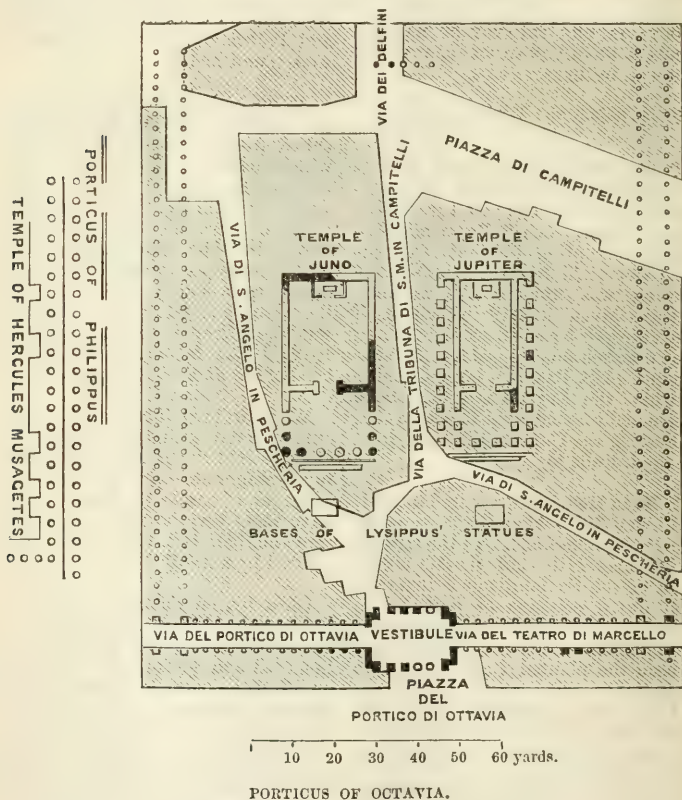 VIA DEI DELFINI
PIAZZA DI CAMPITELLI
PORTICUS OF PHILIPPUS
TEMPLE OF HERCULES MUSAGETES
VIA DI S. ANGELO IN PESCHERIA
TEMPLE
OF
JUNO
VIA DELLA TRIBUNA DI S.M. IN CAMPITELLI
TEMPLE
OF
JUPITER
VIA DI S. ANGELO IN PESCHERIA
BASES OF LYSIPPUS' STATUES
VIA DEL PORTICO DI OTTAVIA
VESTIBULE
VIA DEL TEATRO DI MARCELLO
PIAZZA
DEL
PORTICO DI OTTAVIA
10 20 30 40 50 60 yards.
PORTICUS OF OCTAVIA.